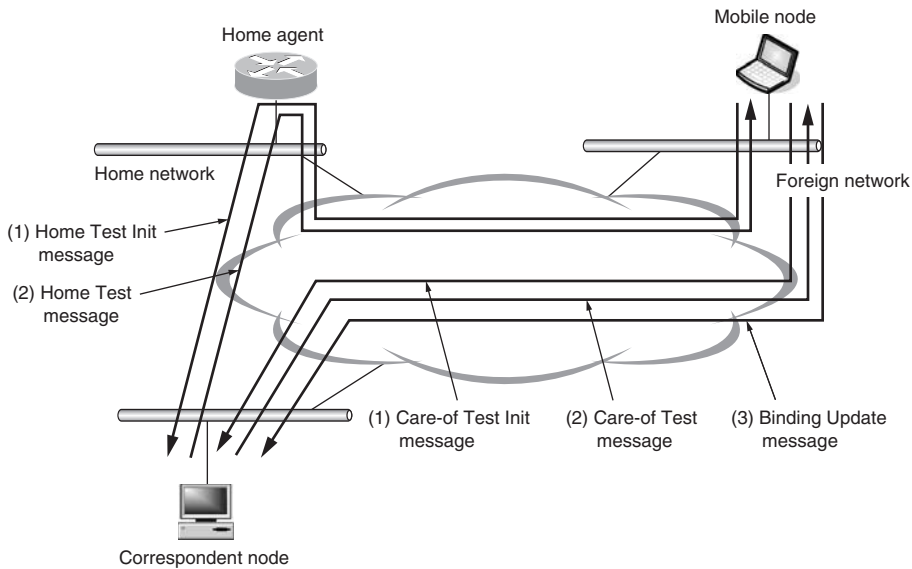 Mobile node
Home agent
Home network
Foreign network
(1) Home Test Init
message
(2) Home Test
message
(1) Care-of Test Init
message
(2) Care-of Test
message
(3) Binding Update
message
Correspondent node